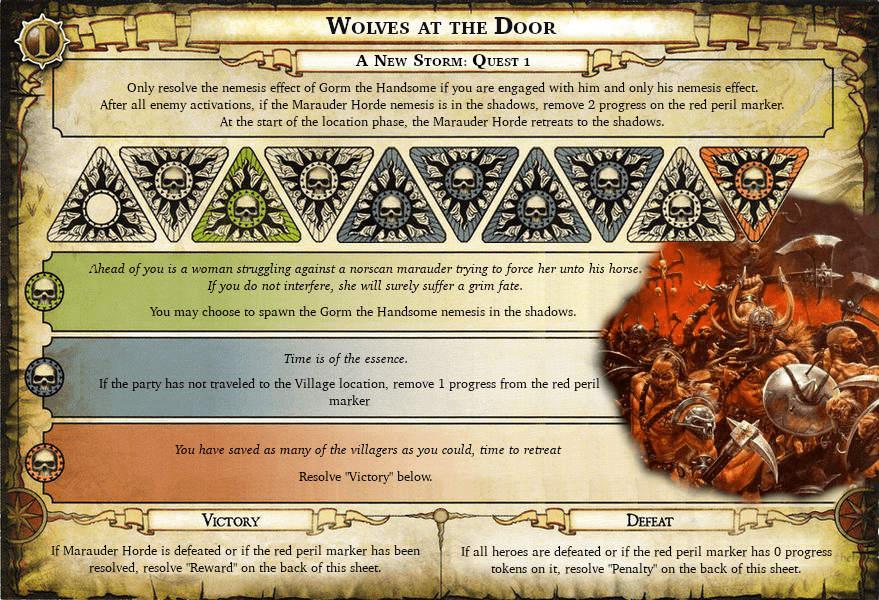 I
Wolves at the Door
A New Storm: Quest 1
Only resolve the nemesis effect of Gorm the Handsome if you are engaged with him and only his nemesis effect.
After all enemy activations, if the Marauder Horde nemesis is in the shadows, remove 2 progress on the red peril marker.
At the start of the location phase, the Marauder Horde retreats to the shadows.
Ahead of you is a woman struggling against a norscan marauder trying to force her unto his horse.
If you do not interfere, she will surely suffer a grim fate.
You may choose to spawn the Gorm the Handsome nemesis in the shadows.
Time is of the essence.
If the party has not traveled to the Village location, remove 1 progress from the red peril
marker
You have saved as many of the villagers as you could, time to retreat
Resolve "Victory" below.
Victory
If Marauder Horde is defeated or if the red peril marker has been
resolved, resolve "Reward" on the back of this sheet.
Defeat
If all heroes are defeated or if the red peril marker has 0 progress
tokens on it, resolve "Penalty" on the back of this sheet.